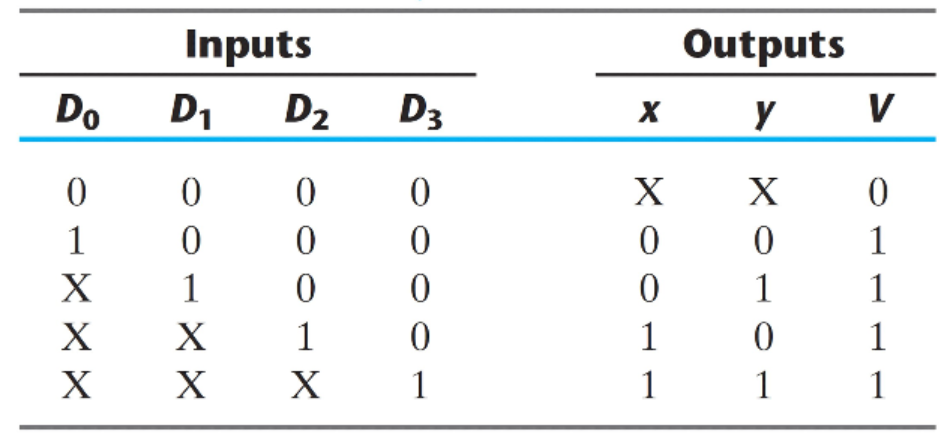 Inputs Outputs
D0 D1 D2 D3 x y V
0 0 0 0 X X 0
1 0 0 0 0 0 1
X 1 0 0 0 1 1
X X 1 0 1 0 1
X X X 1 1 1 1